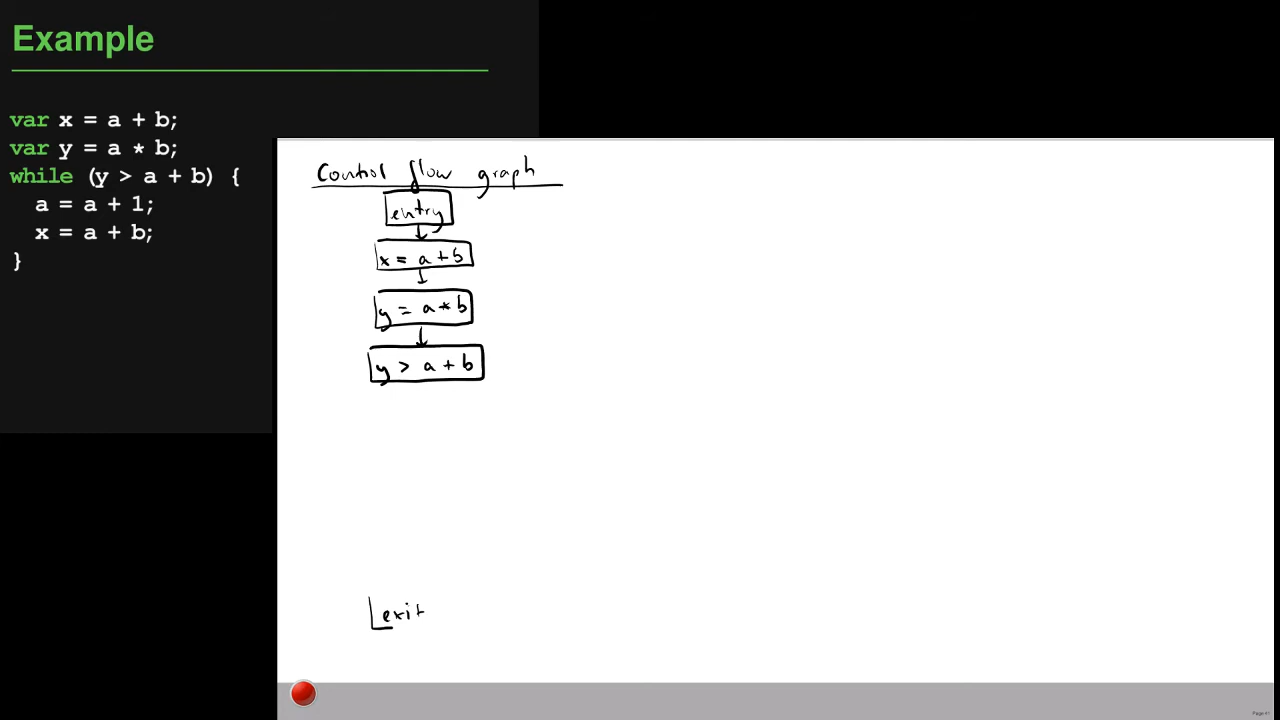 Example
var x = a + b;
var y = a * b;
while (y > a + b) {
  a = a + 1;
  x = a + b;
}
Control flow graph
entry
x = a + b
y = a * b
y > a + b
exit